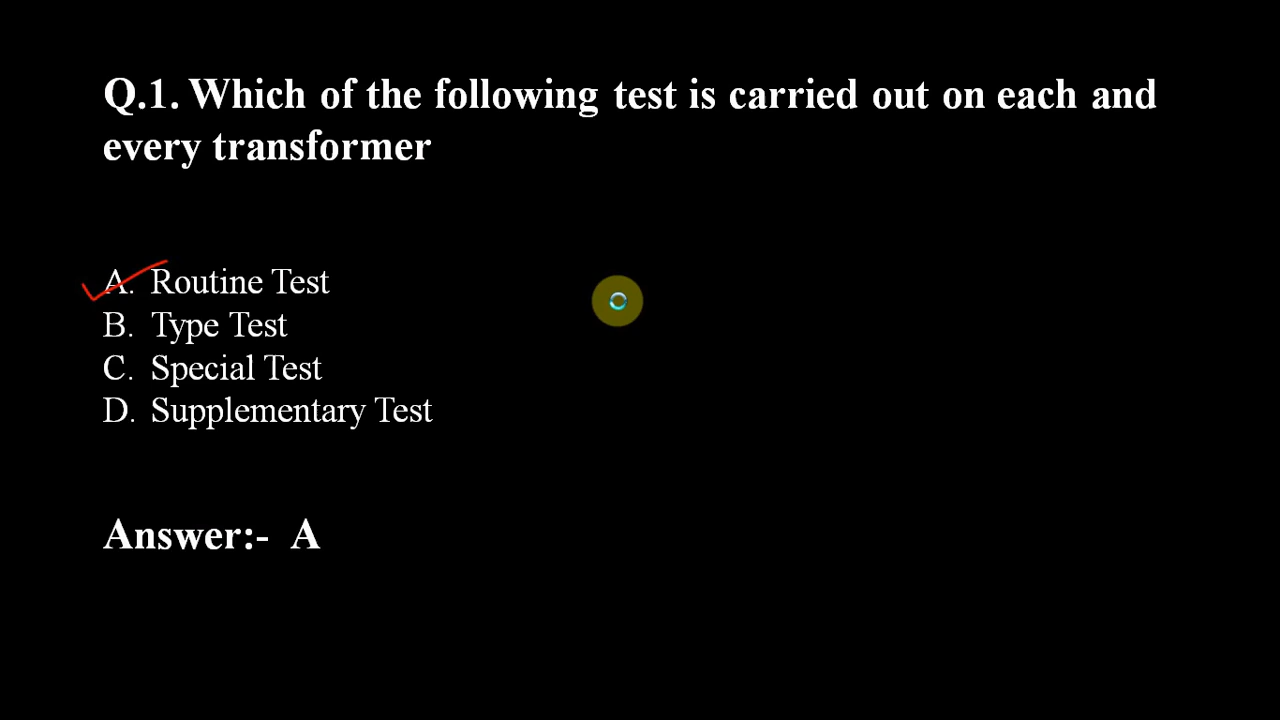 Q.1. Which of the following test is carried out on each and
every transformer
A. Routine Test
B. Type Test
C. Special Test
D. Supplementary Test
Answer:- A